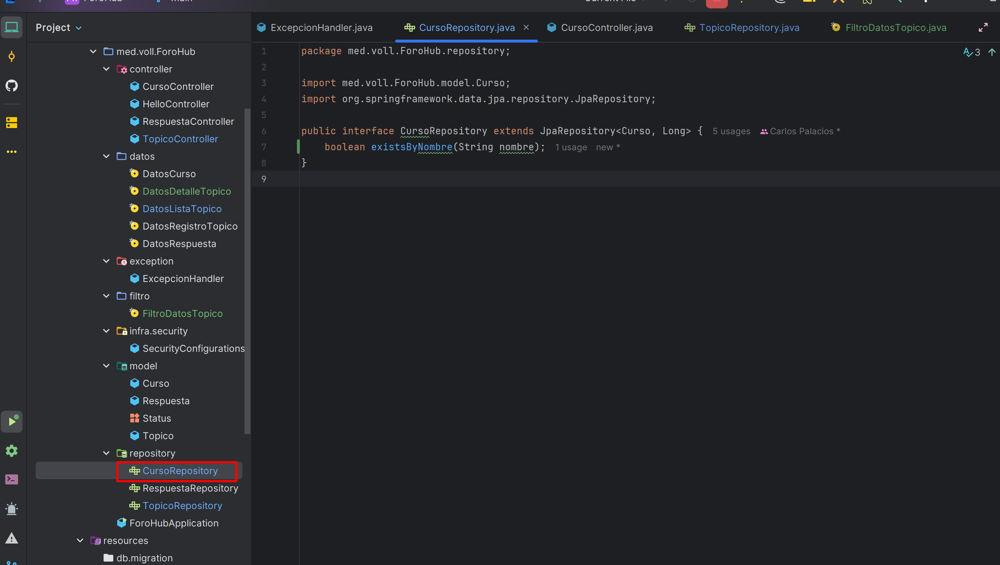 ForoHub
main
Current File
Project
ExcepcionHandler.java
CursoRepository.java
CursoController.java
TopicoRepository.java
FiltroDatosTopico.java
med.voll.ForoHub
controller
CursoController
HelloController
RespuestaController
TopicoController
datos
DatosCurso
DatosDetalleTopico
DatosListaTopico
DatosRegistroTopico
DatosRespuesta
exception
ExcepcionHandler
filtro
FiltroDatosTopico
infra.security
SecurityConfigurations
model
Curso
Respuesta
Status
Topico
repository
CursoRepository
RespuestaRepository
TopicoRepository
ForoHubApplication
resources
db.migration
1 package med.voll.ForoHub.repository;
2
3 import med.voll.ForoHub.model.Curso;
4 import org.springframework.data.jpa.repository.JpaRepository;
5
6 public interface CursoRepository extends JpaRepository<Curso, Long> { 5 usages Carlos Palacios *
7 boolean existsByNombre(String nombre); 1 usage new *
8 }
9
3